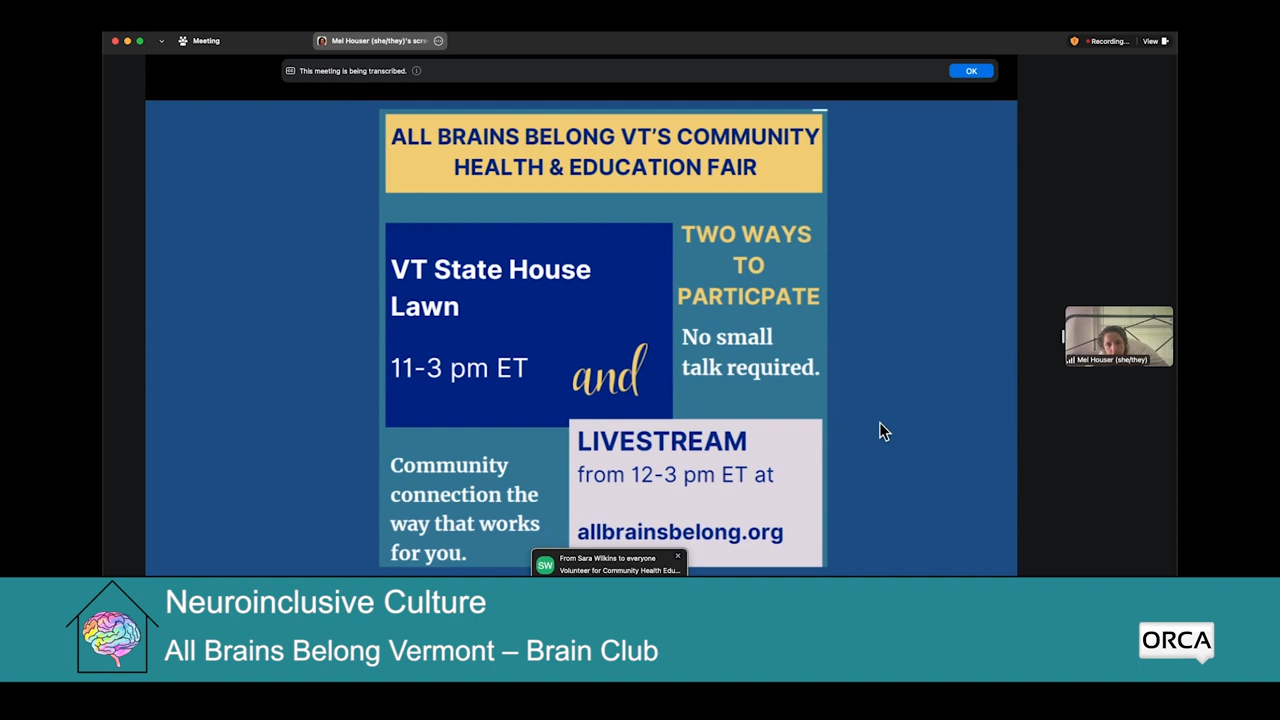 Meeting
Mel Houser (she/they)'s scre
Recording...
View
This meeting is being transcribed.
OK
ALL BRAINS BELONG VT'S COMMUNITY
HEALTH & EDUCATION FAIR
VT State House
Lawn
11-3 pm ET
and
TWO WAYS
TO
PARTICPATE
No small
talk required.
Community
connection the
way that works
for you.
LIVESTREAM
from 12-3 pm ET at
allbrainsbelong.org
Mel Houser (she/they)
SW
From Sara Wilkins to everyone
Volunteer for Community Health Edu...
Neuroinclusive Culture
All Brains Belong Vermont – Brain Club
ORCA